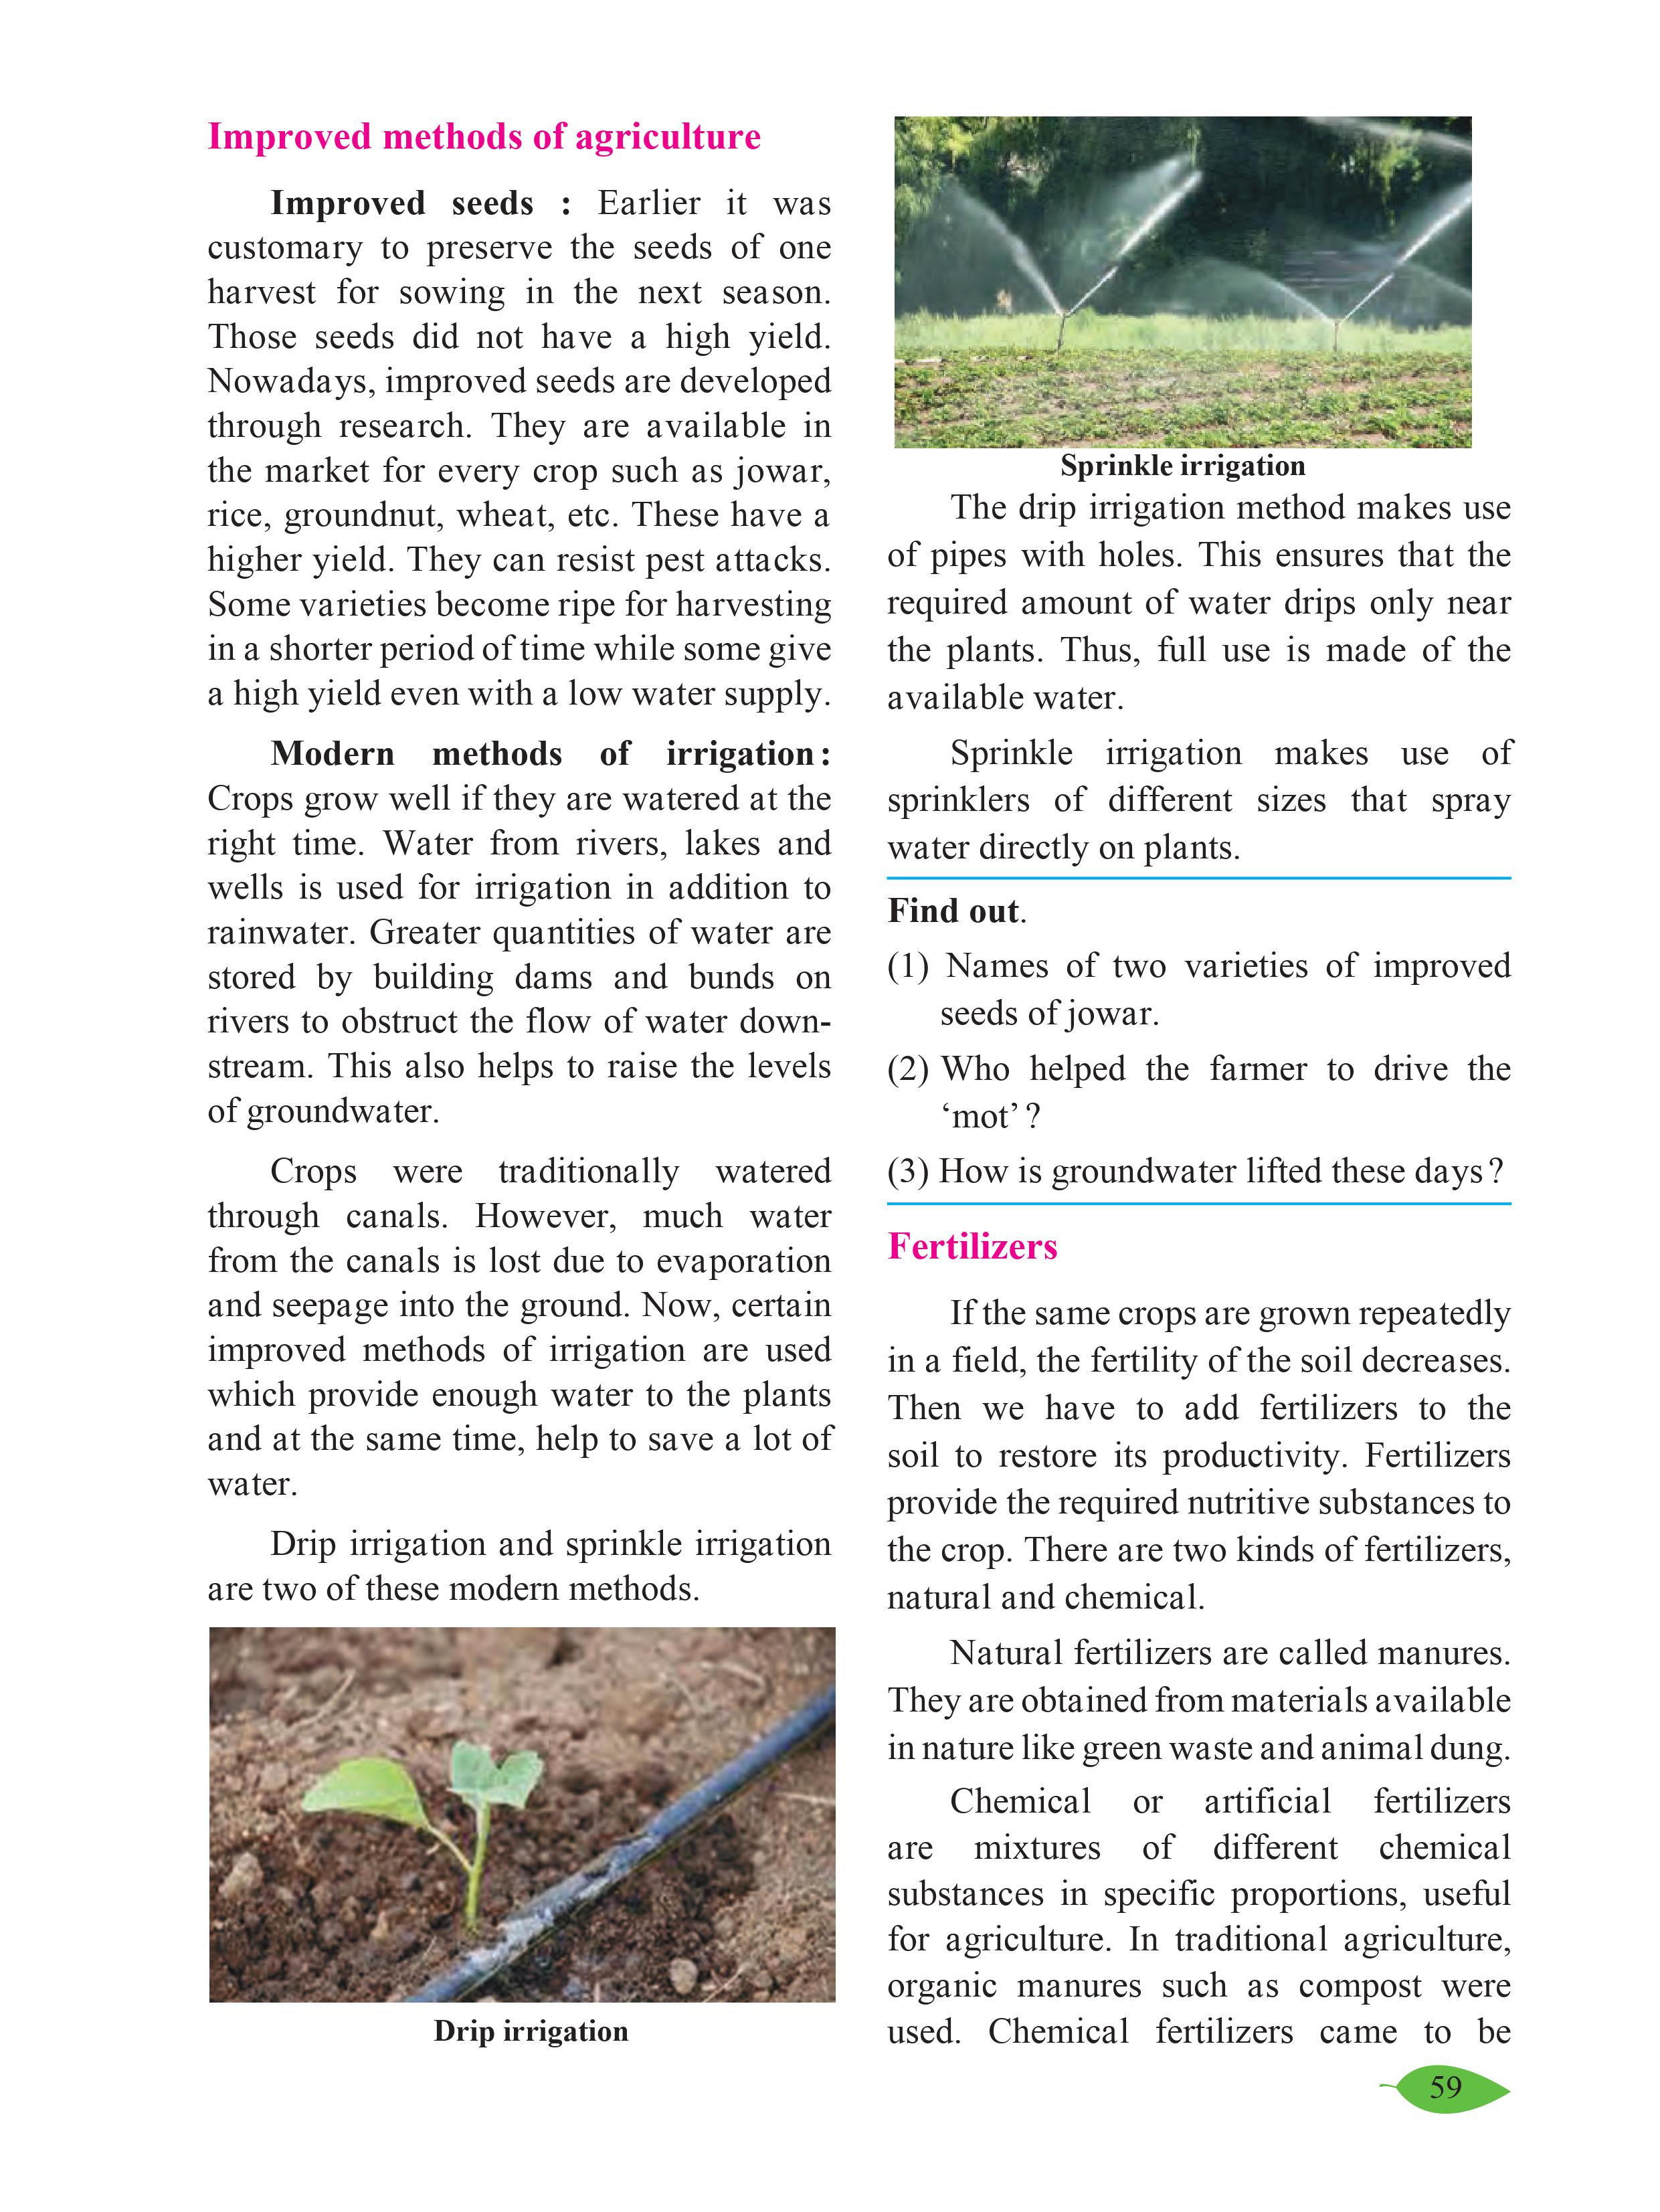 Improved methods of agriculture
Improved seeds : Earlier it was
customary to preserve the seeds of one
harvest for sowing in the next season.
Those seeds did not have a high yield.
Nowadays, improved seeds are developed
through research. They are available in
the market for every crop such as jowar,
rice, groundnut, wheat, etc. These have a
higher yield. They can resist pest attacks.
Some varieties become ripe for harvesting
in a shorter period of time while some give
a high yield even with a low water supply.
Modern methods of irrigation :
Crops grow well if they are watered at the
right time. Water from rivers, lakes and
wells is used for irrigation in addition to
rainwater. Greater quantities of water are
stored by building dams and bunds on
rivers to obstruct the flow of water down-
stream. This also helps to raise the levels
of groundwater.
Crops were traditionally watered
through canals. However, much water
from the canals is lost due to evaporation
and seepage into the ground. Now, certain
improved methods of irrigation are used
which provide enough water to the plants
and at the same time, help to save a lot of
water.
Drip irrigation and sprinkle irrigation
are two of these modern methods.
Drip irrigation
Sprinkle irrigation
The drip irrigation method makes use
of pipes with holes. This ensures that the
required amount of water drips only near
the plants. Thus, full use is made of the
available water.
Sprinkle irrigation makes use of
sprinklers of different sizes that spray
water directly on plants.
Find out.
(1) Names of two varieties of improved
seeds of jowar.
(2) Who helped the farmer to drive the
‘mot’ ?
(3) How is groundwater lifted these days ?
Fertilizers
If the same crops are grown repeatedly
in a field, the fertility of the soil decreases.
Then we have to add fertilizers to the
soil to restore its productivity. Fertilizers
provide the required nutritive substances to
the crop. There are two kinds of fertilizers,
natural and chemical.
Natural fertilizers are called manures.
They are obtained from materials available
in nature like green waste and animal dung.
Chemical or artificial fertilizers
are mixtures of different chemical
substances in specific proportions, useful
for agriculture. In traditional agriculture,
organic manures such as compost were
used. Chemical fertilizers came to be
59